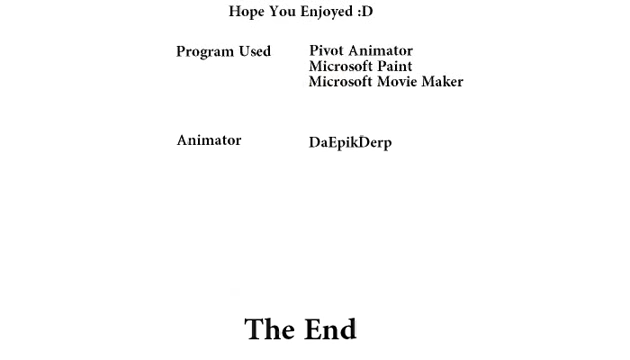 Hope You Enjoyed :D
Program Used Pivot Animator
Microsoft Paint
Microsoft Movie Maker
Animator DaEpikDerp
The End